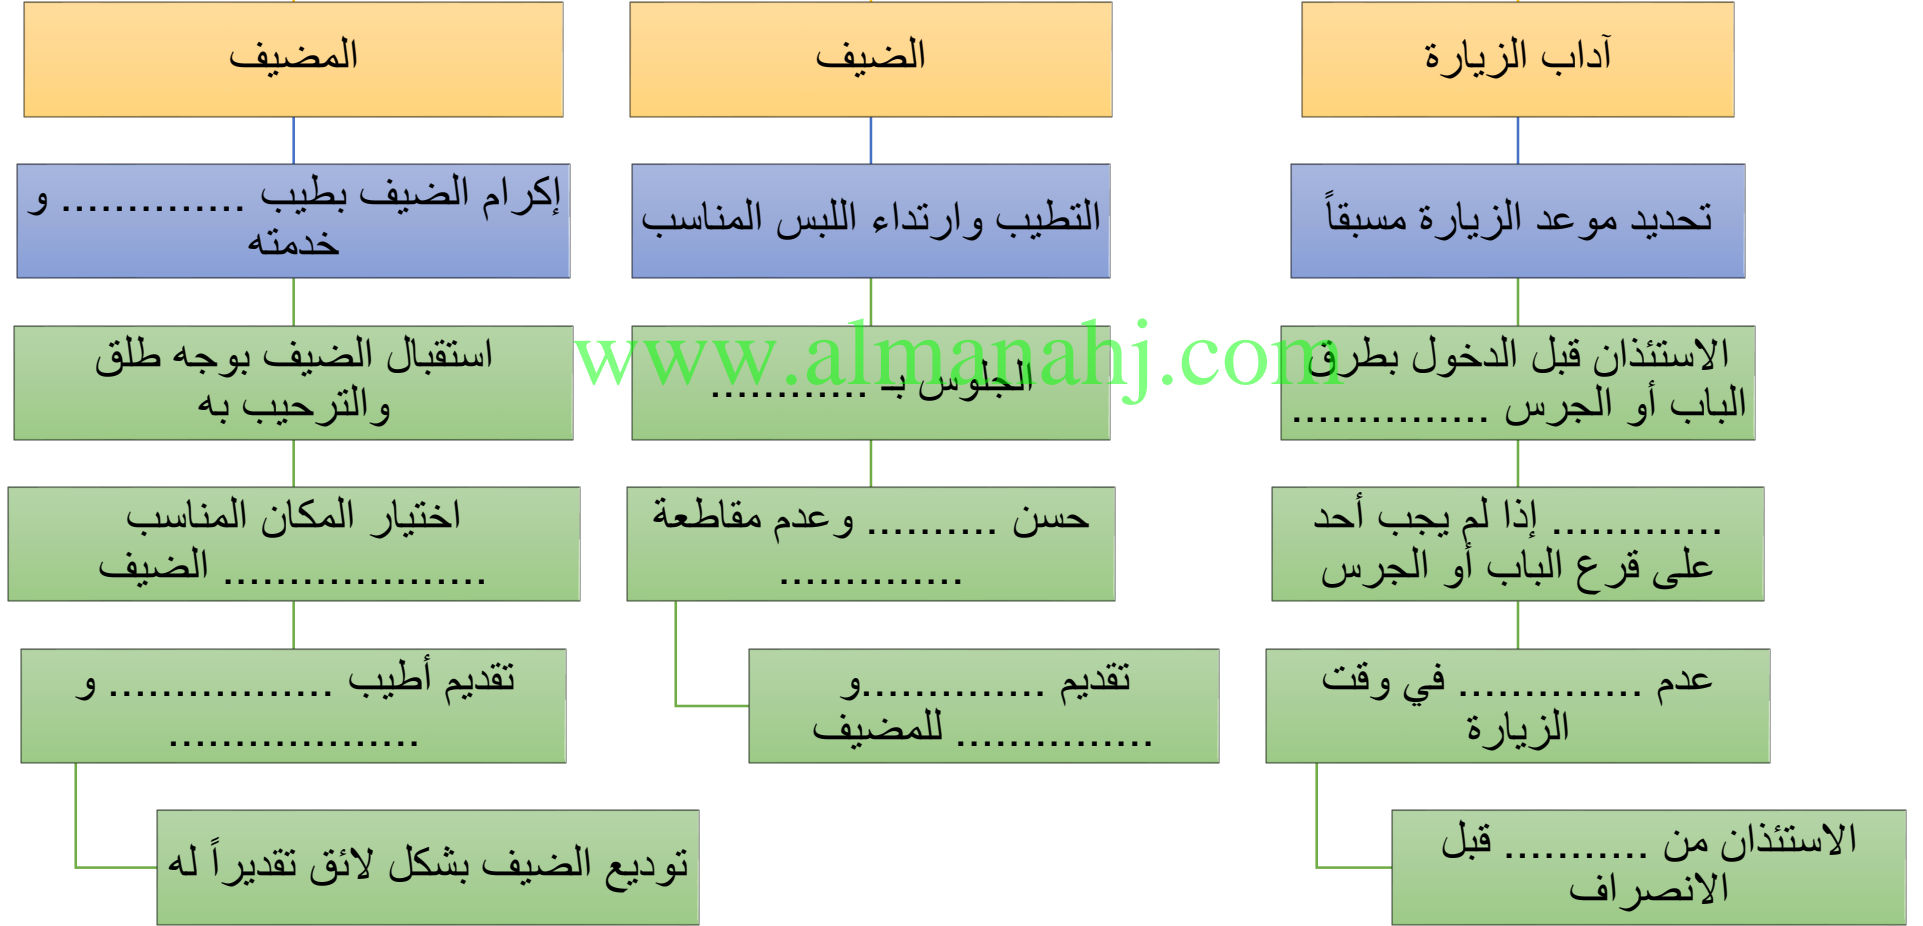 آداب الزيارة
تحديد موعد الزيارة مسبقاً
الاستئذان قبل الدخول بطرق
الباب أو الجرس ...............
............. إذا لم يجب أحد
على قرع الباب أو الجرس
عدم .............. في وقت
الزيارة
الاستئذان من ........... قبل
الانصراف
الضيف
التطيب وارتداء اللبس المناسب
الجلوس بـ ............
حسن .......... وعدم مقاطعة
..............
تقديم ..............و
............... للمضيف
المضيف
إكرام الضيف بطيب .............. و
خدمته
استقبال الضيف بوجه طلق
والترحيب به
اختيار المكان المناسب
.................... الضيف
تقديم أطيب ................. و
...................
توديع الضيف بشكل لائق تقديراً له
www.almanahj.com